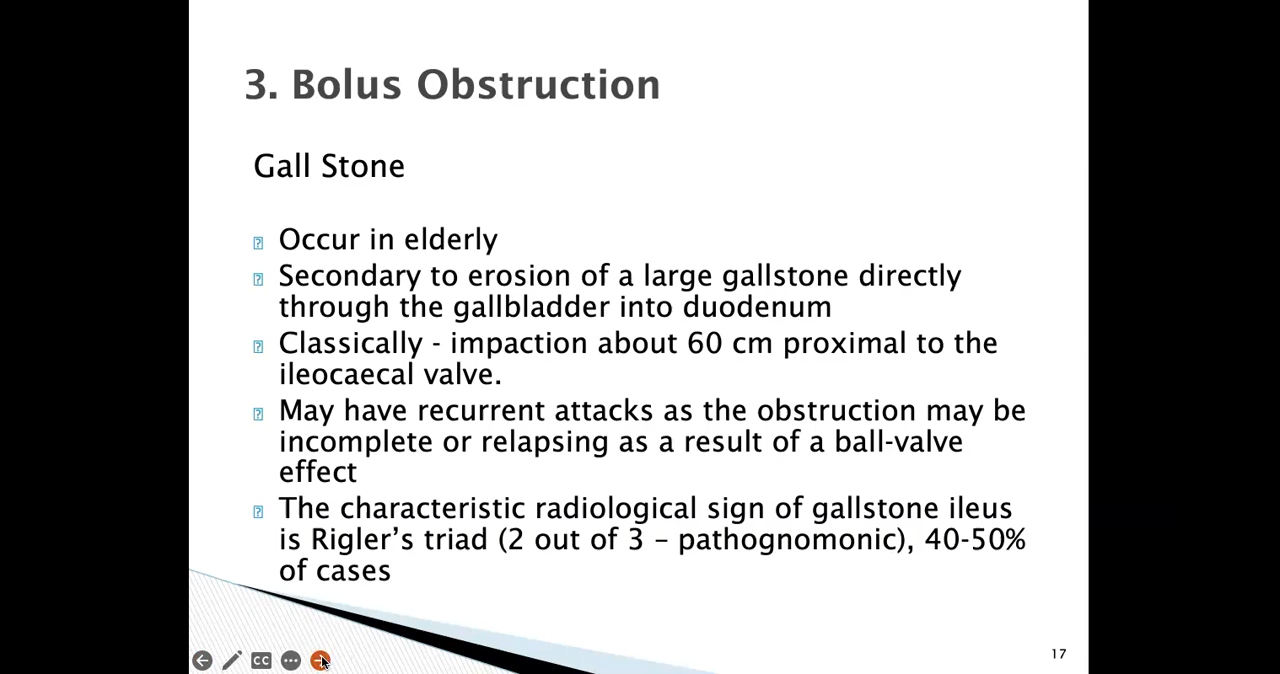 3. Bolus Obstruction
Gall Stone
Occur in elderly
Secondary to erosion of a large gallstone directly
through the gallbladder into duodenum
Classically - impaction about 60 cm proximal to the
ileocaecal valve.
May have recurrent attacks as the obstruction may be
incomplete or relapsing as a result of a ball-valve
effect
The characteristic radiological sign of gallstone ileus
is Rigler’s triad (2 out of 3 – pathognomonic), 40-50%
of cases
CC
17